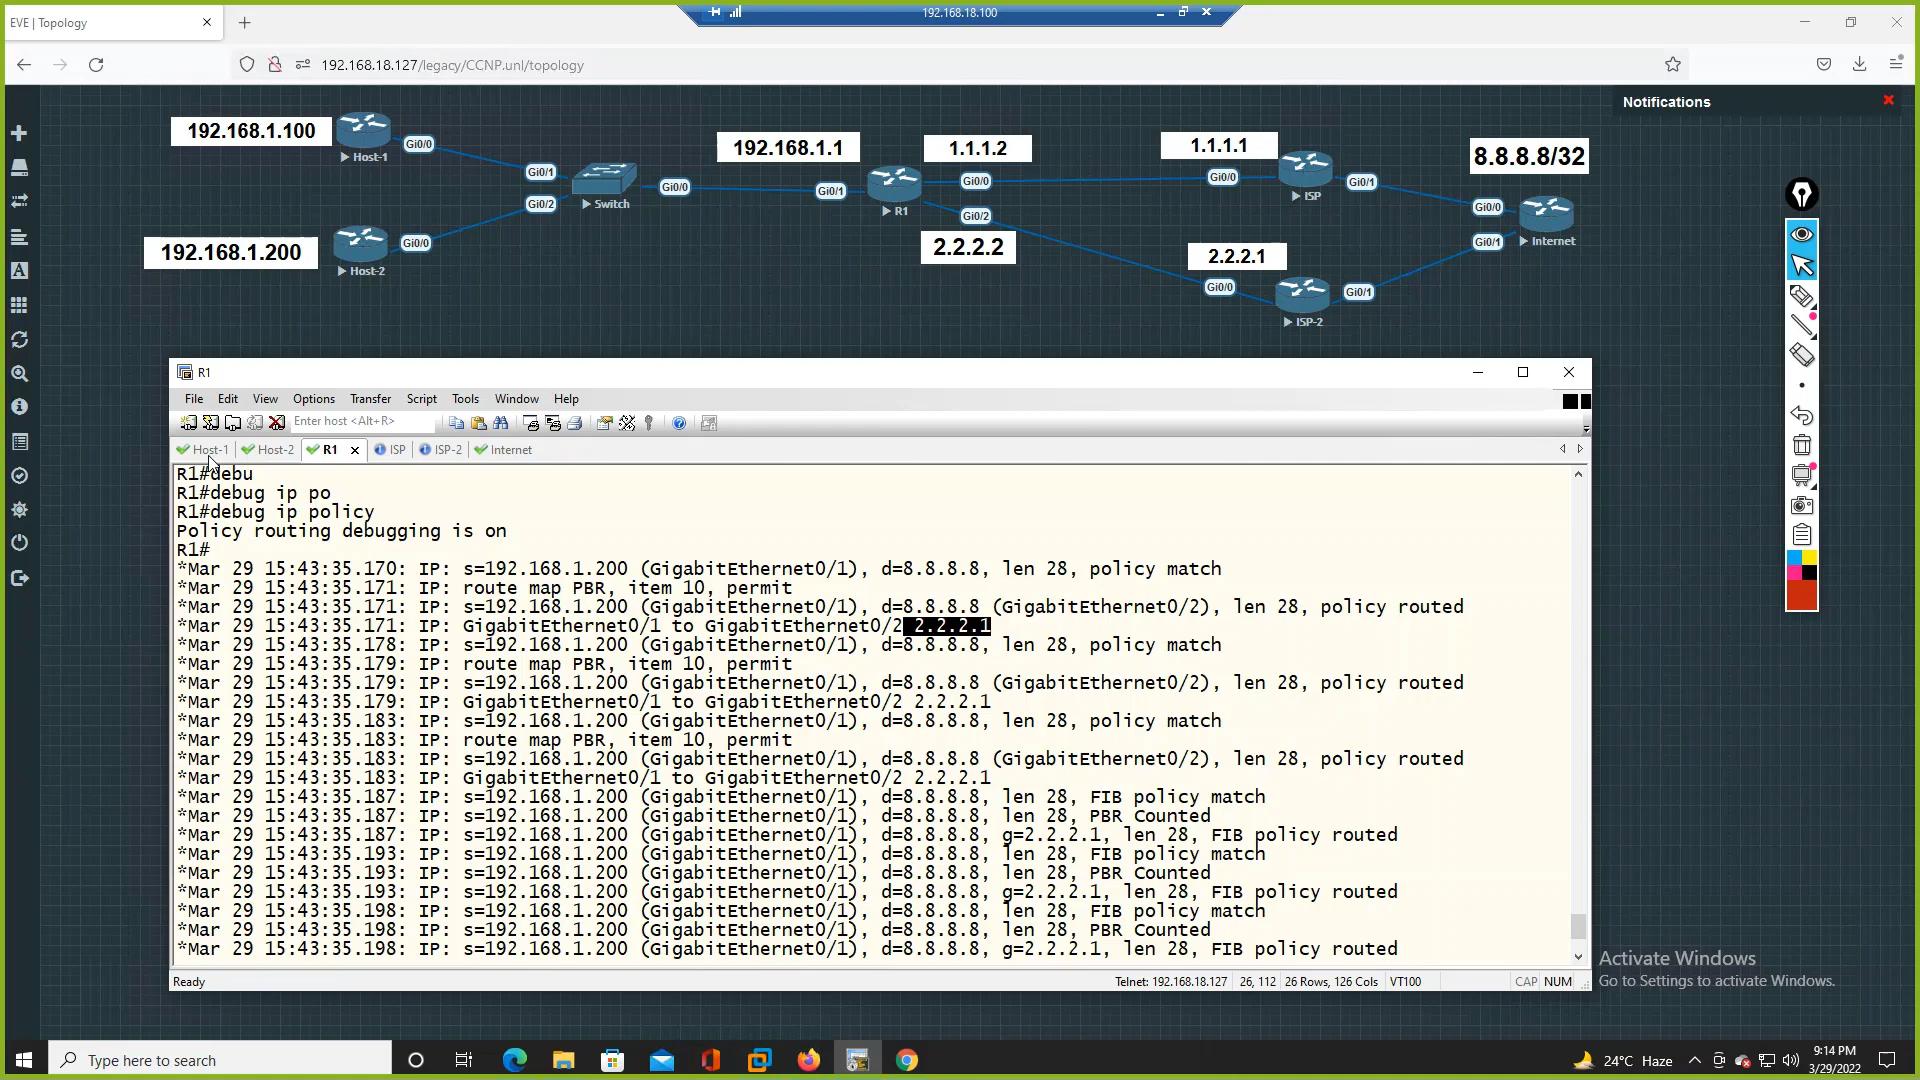 EVE | Topology
192.168.18.100
192.168.18.127/legacy/CCNP.unl/topology
Notifications
192.168.1.100
Host-1
Gi0/0
Gi0/1
192.168.1.200
Host-2
Gi0/0
Gi0/2
Switch
Gi0/0
192.168.1.1
Gi0/1
R1
1.1.1.2
Gi0/0
Gi0/2
2.2.2.2
1.1.1.1
Gi0/0
ISP
Gi0/1
2.2.2.1
Gi0/0
ISP-2
Gi0/1
8.8.8.8/32
Gi0/0
Gi0/1
Internet
R1
File Edit View Options Transfer Script Tools Window Help
Enter host <Alt+R>
Host-1 Host-2 R1 ISP ISP-2 Internet
R1#debu
R1#debug ip po
R1#debug ip policy
Policy routing debugging is on
R1#
*Mar 29 15:43:35.170: IP: s=192.168.1.200 (GigabitEthernet0/1), d=8.8.8.8, len 28, policy match
*Mar 29 15:43:35.171: IP: route map PBR, item 10, permit
*Mar 29 15:43:35.171: IP: s=192.168.1.200 (GigabitEthernet0/1), d=8.8.8.8 (GigabitEthernet0/2), len 28, policy routed
*Mar 29 15:43:35.171: IP: GigabitEthernet0/1 to GigabitEthernet0/2 2.2.2.1
*Mar 29 15:43:35.178: IP: s=192.168.1.200 (GigabitEthernet0/1), d=8.8.8.8, len 28, policy match
*Mar 29 15:43:35.179: IP: route map PBR, item 10, permit
*Mar 29 15:43:35.179: IP: s=192.168.1.200 (GigabitEthernet0/1), d=8.8.8.8 (GigabitEthernet0/2), len 28, policy routed
*Mar 29 15:43:35.179: IP: GigabitEthernet0/1 to GigabitEthernet0/2 2.2.2.1
*Mar 29 15:43:35.183: IP: s=192.168.1.200 (GigabitEthernet0/1), d=8.8.8.8, len 28, policy match
*Mar 29 15:43:35.183: IP: route map PBR, item 10, permit
*Mar 29 15:43:35.183: IP: s=192.168.1.200 (GigabitEthernet0/1), d=8.8.8.8 (GigabitEthernet0/2), len 28, policy routed
*Mar 29 15:43:35.183: IP: GigabitEthernet0/1 to GigabitEthernet0/2 2.2.2.1
*Mar 29 15:43:35.187: IP: s=192.168.1.200 (GigabitEthernet0/1), d=8.8.8.8, len 28, FIB policy match
*Mar 29 15:43:35.187: IP: s=192.168.1.200 (GigabitEthernet0/1), d=8.8.8.8, len 28, PBR Counted
*Mar 29 15:43:35.187: IP: s=192.168.1.200 (GigabitEthernet0/1), d=8.8.8.8, g=2.2.2.1, len 28, FIB policy routed
*Mar 29 15:43:35.193: IP: s=192.168.1.200 (GigabitEthernet0/1), d=8.8.8.8, len 28, FIB policy match
*Mar 29 15:43:35.193: IP: s=192.168.1.200 (GigabitEthernet0/1), d=8.8.8.8, len 28, PBR Counted
*Mar 29 15:43:35.193: IP: s=192.168.1.200 (GigabitEthernet0/1), d=8.8.8.8, g=2.2.2.1, len 28, FIB policy routed
*Mar 29 15:43:35.198: IP: s=192.168.1.200 (GigabitEthernet0/1), d=8.8.8.8, len 28, FIB policy match
*Mar 29 15:43:35.198: IP: s=192.168.1.200 (GigabitEthernet0/1), d=8.8.8.8, len 28, PBR Counted
*Mar 29 15:43:35.198: IP: s=192.168.1.200 (GigabitEthernet0/1), d=8.8.8.8, g=2.2.2.1, len 28, FIB policy routed
Ready Telnet: 192.168.18.127 26, 112 26 Rows, 126 Cols VT100 CAP NUM
Activate Windows
Go to Settings to activate Windows.
Type here to search
24°C Haze
9:14 PM
3/29/2022